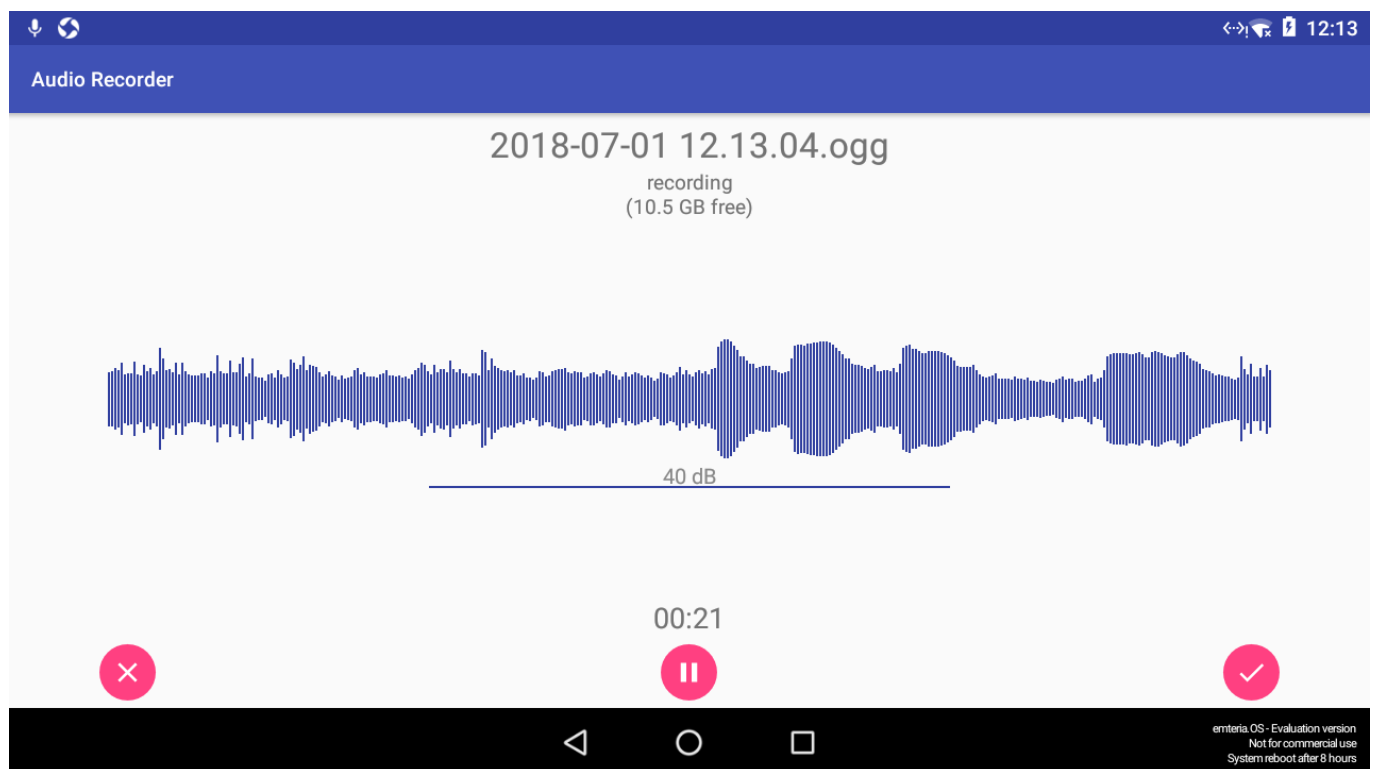 12:13
Audio Recorder
2018-07-01 12.13.04.ogg
recording
(10.5 GB free)
40 dB
00:21
emteria.OS - Evaluation version
Not for commercial use
System reboot after 8 hours